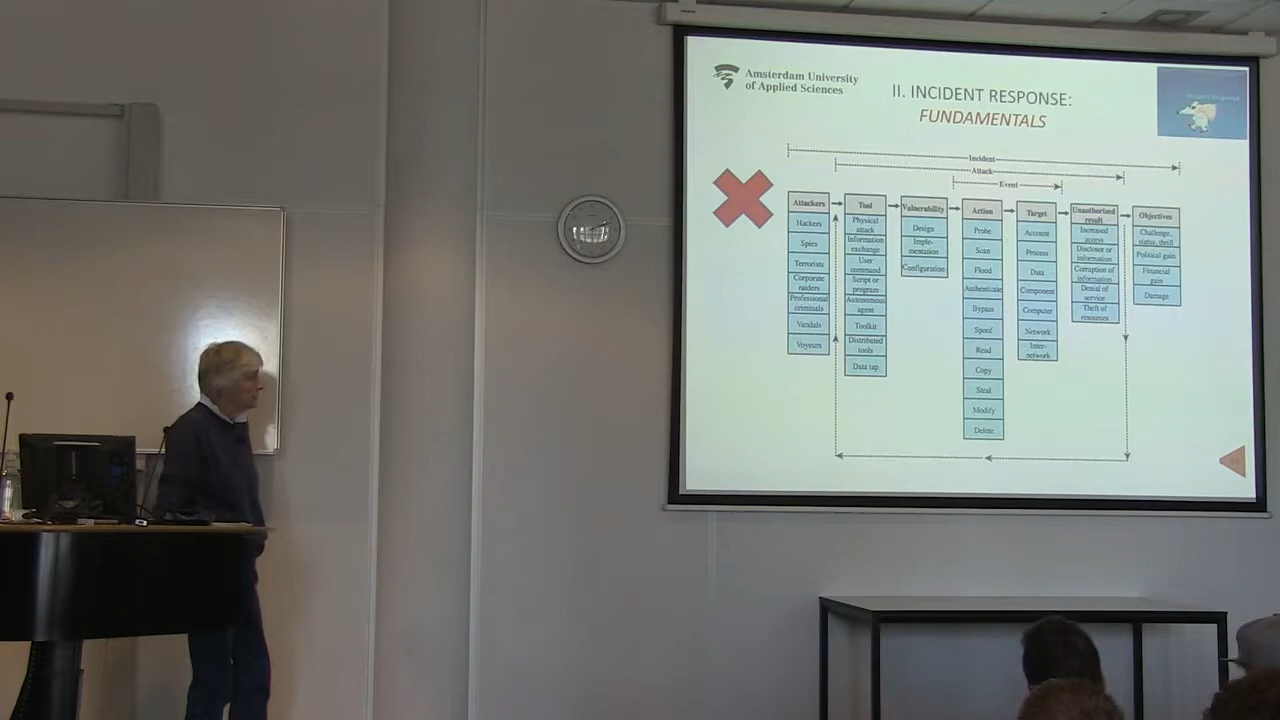 Amsterdam University
of Applied Sciences
II. INCIDENT RESPONSE:
FUNDAMENTALS
Incident
Attack
Event
Attackers
Hackers
Spies
Terrorists
Corporate
raiders
Professional
criminals
Vandals
Voyeurs
Tool
Physical
attack
Information
exchange
User
command
Script or
program
Autonomous
agent
Toolkit
Distributed
tools
Data tap
Vulnerability
Design
Imple-
mentation
Configuration
Action
Probe
Scan
Flood
Authenticate
Bypass
Spoof
Read
Copy
Steal
Modify
Delete
Target
Account
Process
Data
Component
Computer
Network
Inter-
network
Unauthorized
result
Increased
access
Disclosure of
information
Corruption of
information
Denial of
service
Theft of
resources
Objectives
Challenge,
status, thrill
Political gain
Financial
gain
Damage